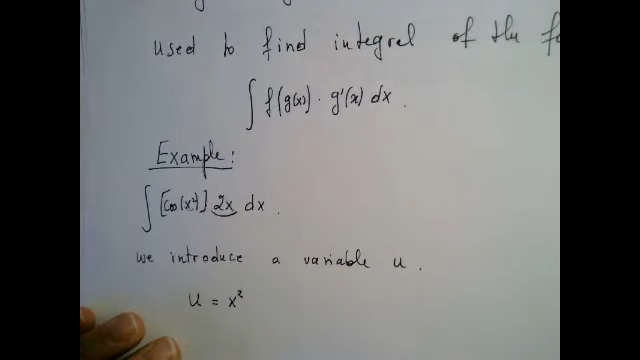 used to find integral of the
∫ f(g(x)) · g'(x) dx.
Example:
∫ [cos(x²)] 2x dx.
we introduce a variable u.
u = x²